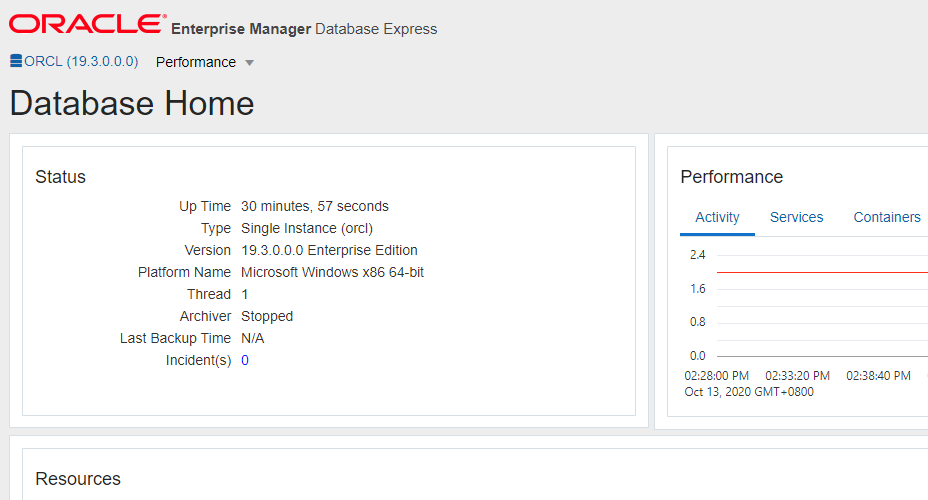 ORACLE® Enterprise Manager Database Express
ORCL (19.3.0.0.0) Performance
Database Home
Status
Up Time 30 minutes, 57 seconds
Type Single Instance (orcl)
Version 19.3.0.0.0 Enterprise Edition
Platform Name Microsoft Windows x86 64-bit
Thread 1
Archiver Stopped
Last Backup Time N/A
Incident(s) 0
Performance
Activity Services Containers
2.4
1.6
0.8
0.0
02:28:00 PM 02:33:20 PM 02:38:40 PM
Oct 13, 2020 GMT+0800
Resources